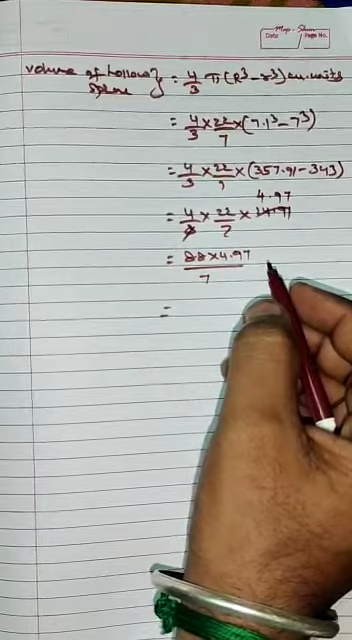 Date
Page No.
volume of hollow sphere } = 4/3 π (R³ - r³) cu. units
= 4/3 × 22/7 × (7.1³ - 7³)
= 4/3 × 22/7 × (357.91 - 343)
4.97
= 4/3 × 22/7 × 14.91
= 88 × 4.97 / 7
=